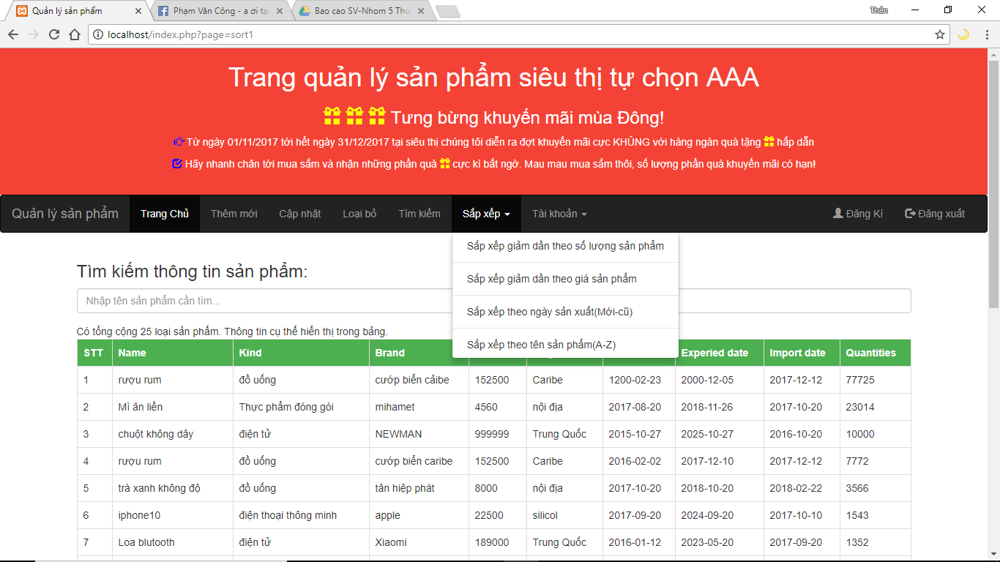 Quản lý sản phẩm
Phạm Văn Công - a ơi tạo
Bao cao SV-Nhom 5 Thứ
Thân
localhost/index.php?page=sort1
Trang quản lý sản phẩm siêu thị tự chọn AAA
Tưng bừng khuyến mãi mùa Đông!
Từ ngày 01/11/2017 tới hết ngày 31/12/2017 tại siêu thị chúng tôi diễn ra đợt khuyến mãi cực KHỦNG với hàng ngàn quà tặng hấp dẫn
Hãy nhanh chân tới mua sắm và nhận những phần quà cực kì bất ngờ. Mau mau mua sắm thôi, số lượng phần quà khuyến mãi có hạn!
Quản lý sản phẩm Trang Chủ Thêm mới Cập nhật Loại bỏ Tìm kiếm Sắp xếp Tài khoản Đăng Kí Đăng xuất
Sắp xếp giảm dần theo số lượng sản phẩm
Sắp xếp giảm dần theo giá sản phẩm
Sắp xếp theo ngày sản xuất(Mới-cũ)
Sắp xếp theo tên sản phẩm(A-Z)
Tìm kiếm thông tin sản phẩm:
Nhập tên sản phẩm cần tìm...
Có tổng cộng 25 loại sản phẩm. Thông tin cụ thể hiển thị trong bảng.
STT Name Kind Brand Experied date Import date Quantities
1 rượu rum đồ uống cướp biển cảibe 152500 Caribe 1200-02-23 2000-12-05 2017-12-12 77725
2 Mì ăn liền Thực phẩm đóng gói mihamet 4560 nội địa 2017-08-20 2018-11-26 2017-10-20 23014
3 chuột không dây điện tử NEWMAN 999999 Trung Quốc 2015-10-27 2025-10-27 2016-10-20 10000
4 rượu rum đồ uống cướp biển caribe 152500 Caribe 2016-02-02 2017-12-10 2017-12-12 7772
5 trà xanh không độ đồ uống tân hiệp phát 8000 nội địa 2017-10-20 2018-10-20 2018-02-22 3566
6 iphone10 điện thoại thông minh apple 22500 silicol 2017-09-20 2024-09-20 2017-10-10 1543
7 Loa blutooth điện tử Xiaomi 189000 Trung Quốc 2016-01-12 2023-05-20 2017-09-20 1352